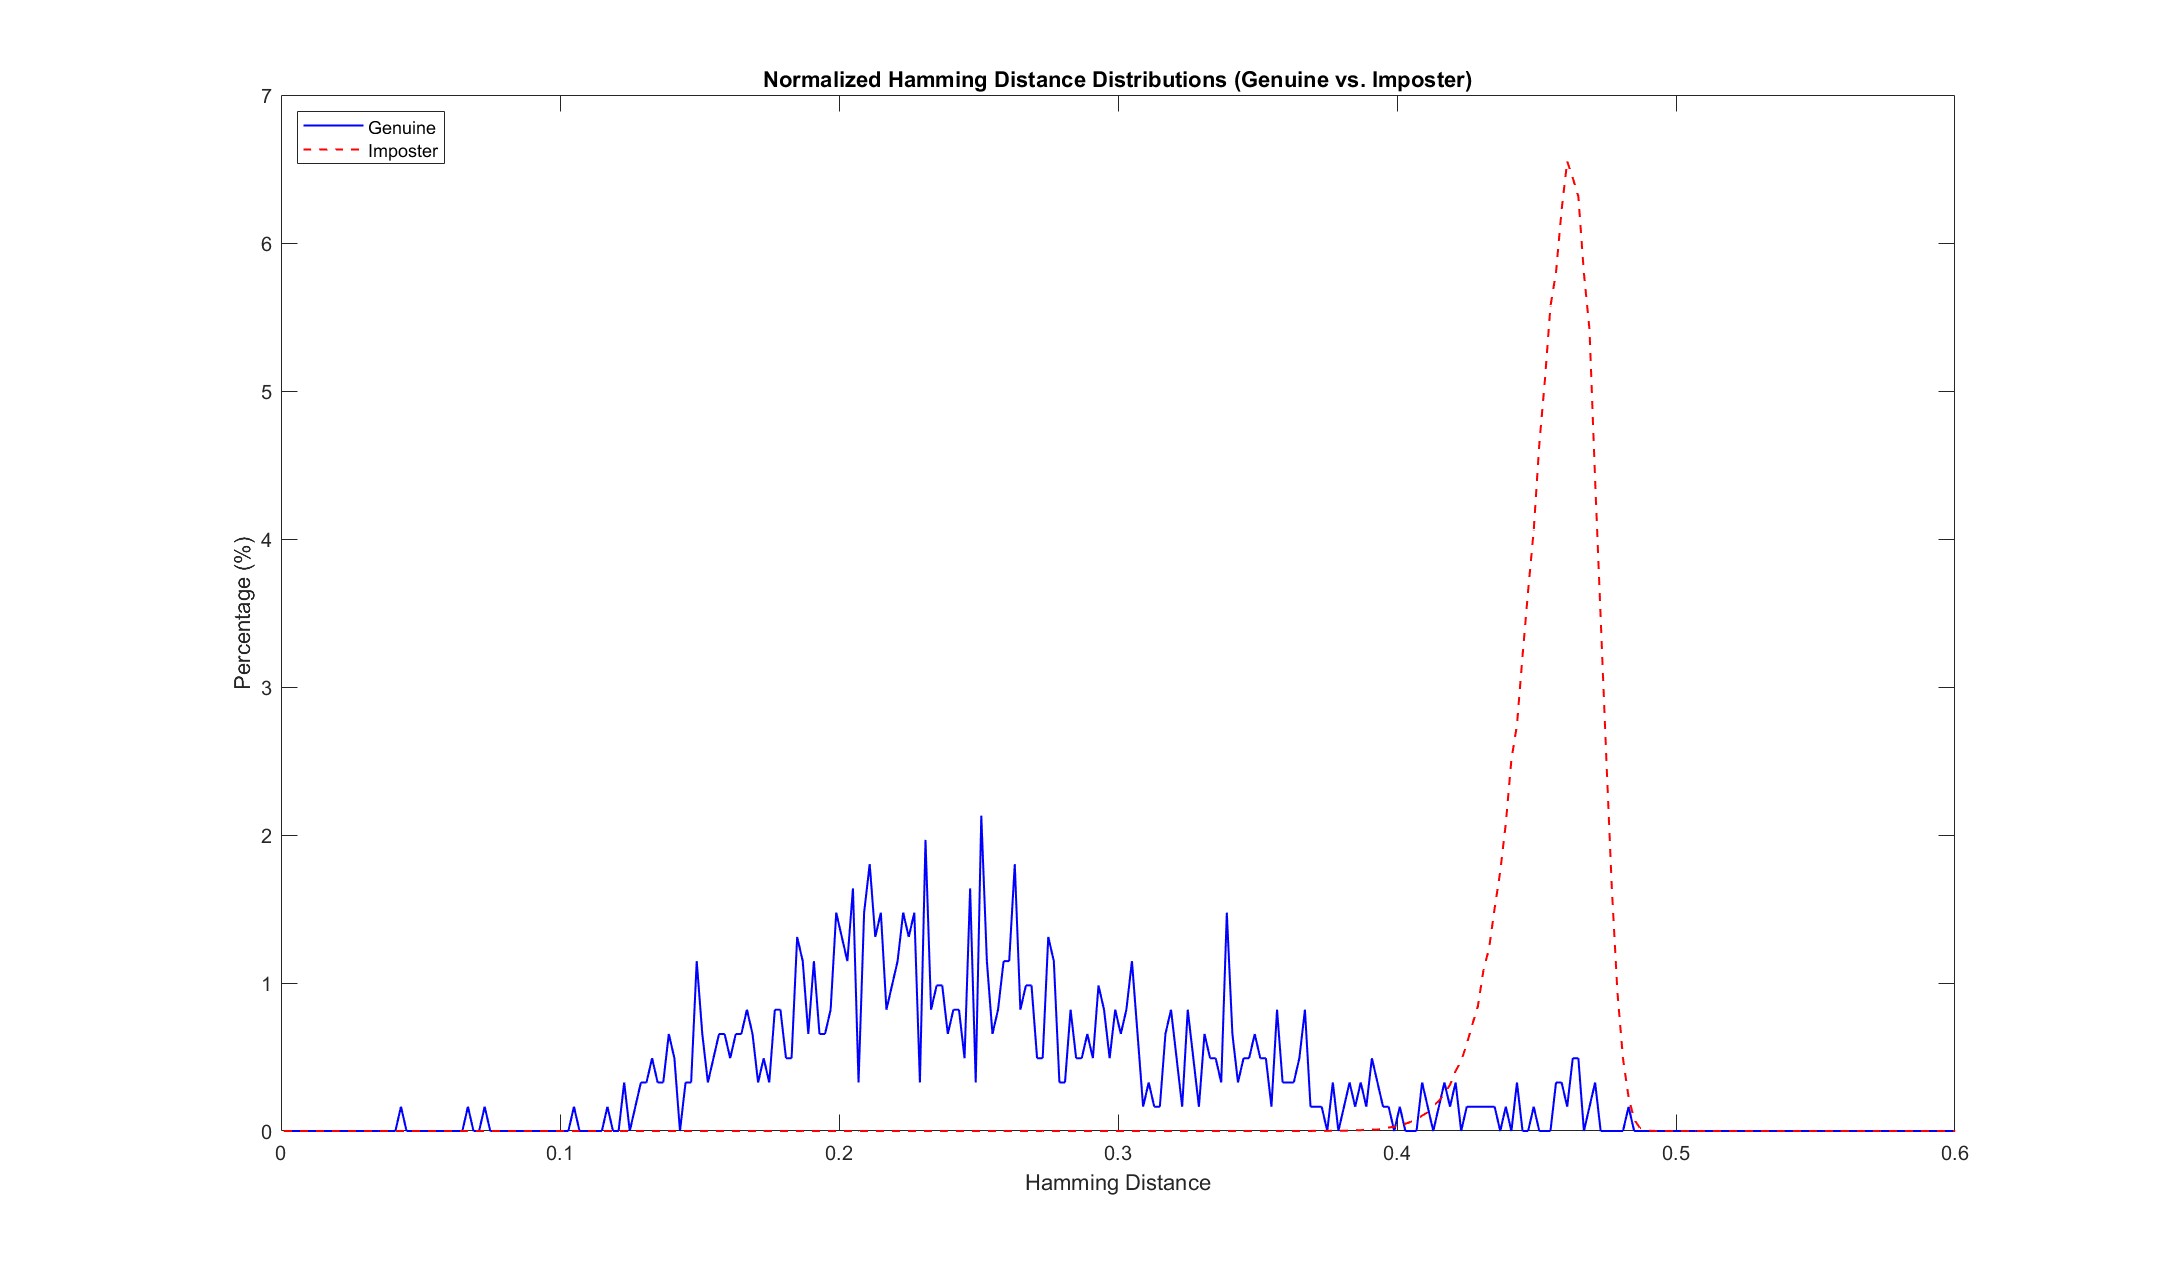 Normalized Hamming Distance Distributions (Genuine vs. Imposter)
Genuine
Imposter
7
6
5
4
3
2
1
0
Percentage (%)
0 0.1 0.2 0.3 0.4 0.5 0.6
Hamming Distance